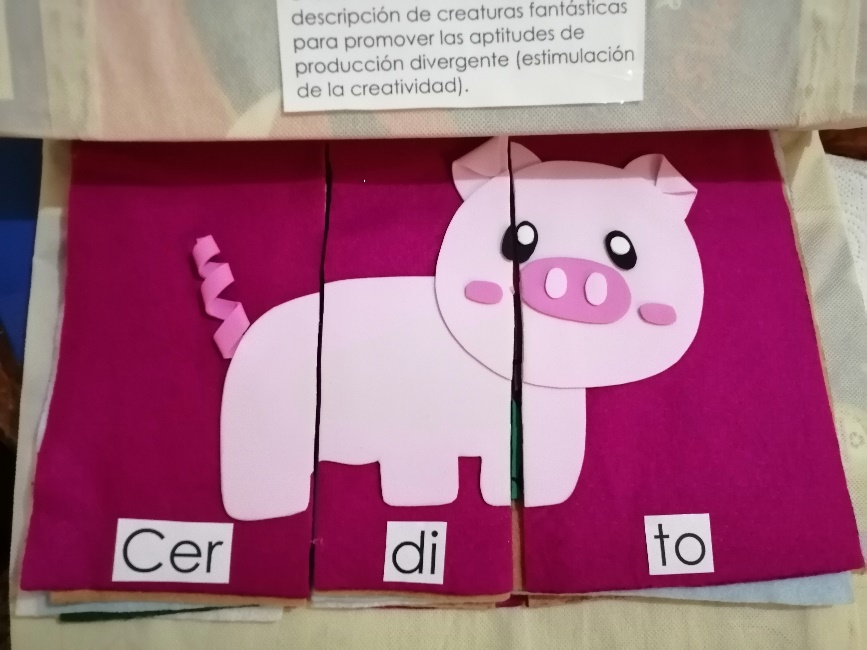 descripción de creaturas fantásticas
para promover las aptitudes de
producción divergente (estimulación
de la creatividad).
Cer di to